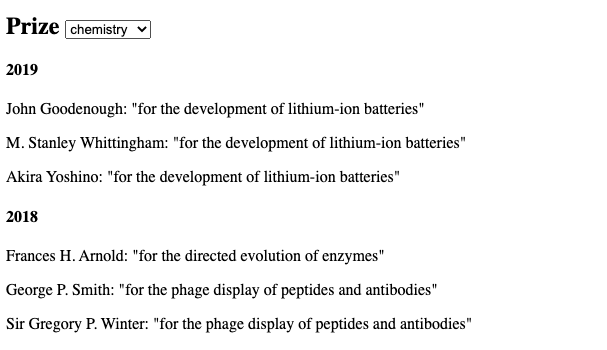 Prize chemistry
2019
John Goodenough: "for the development of lithium-ion batteries"
M. Stanley Whittingham: "for the development of lithium-ion batteries"
Akira Yoshino: "for the development of lithium-ion batteries"
2018
Frances H. Arnold: "for the directed evolution of enzymes"
George P. Smith: "for the phage display of peptides and antibodies"
Sir Gregory P. Winter: "for the phage display of peptides and antibodies"